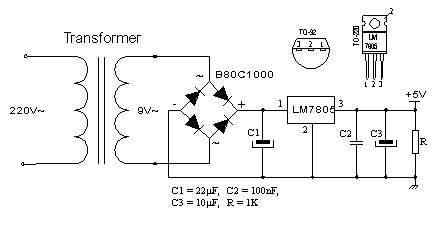 TO-92
3 2 1
TO-220
2
LM
7805
1 2 3
Transformer
B80C1000
220V~
9V~
~
-
+
~
1
LM7805
3
2
+5V
C1
C2
C3
R
C1 = 22µF, C2 = 100nF,
C3 = 10µF, R = 1K